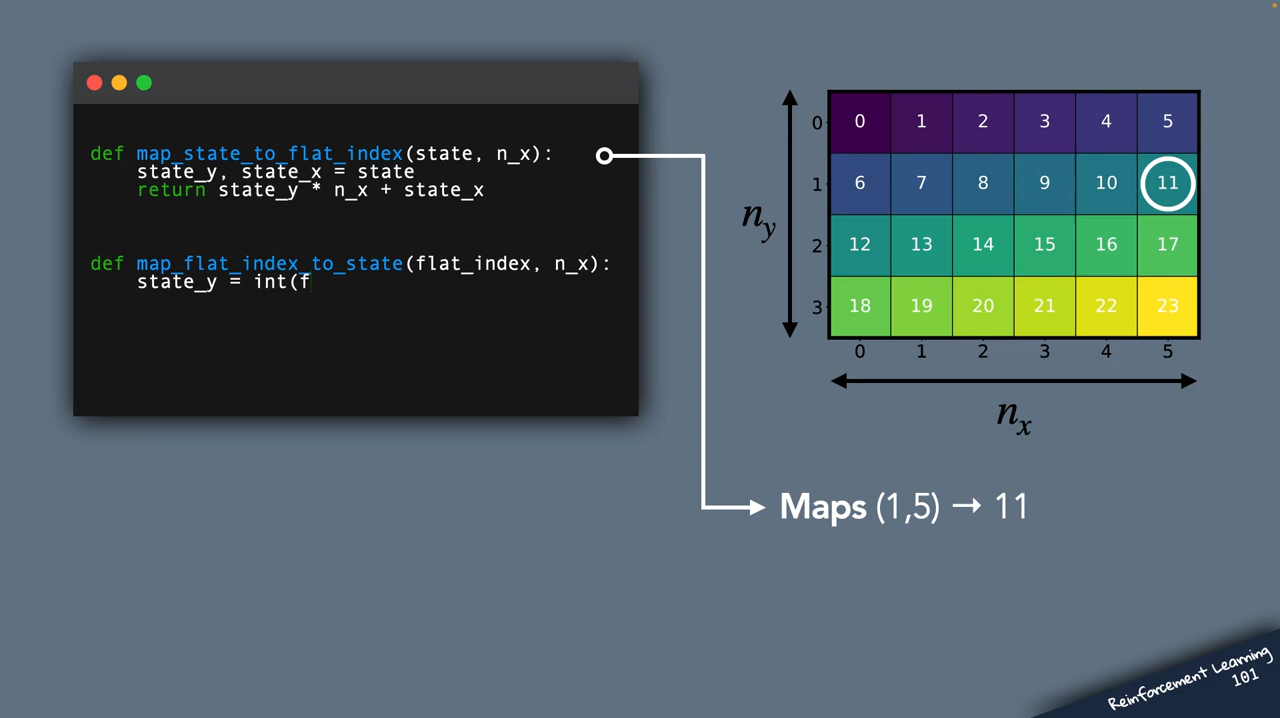 def map_state_to_flat_index(state, n_x):
state_y, state_x = state
return state_y * n_x + state_x
def map_flat_index_to_state(flat_index, n_x):
state_y = int(f
n_y
0 0 1 2 3 4 5
1 6 7 8 9 10 11
2 12 13 14 15 16 17
3 18 19 20 21 22 23
0 1 2 3 4 5
n_x
Maps (1,5) → 11
Reinforcement Learning
101